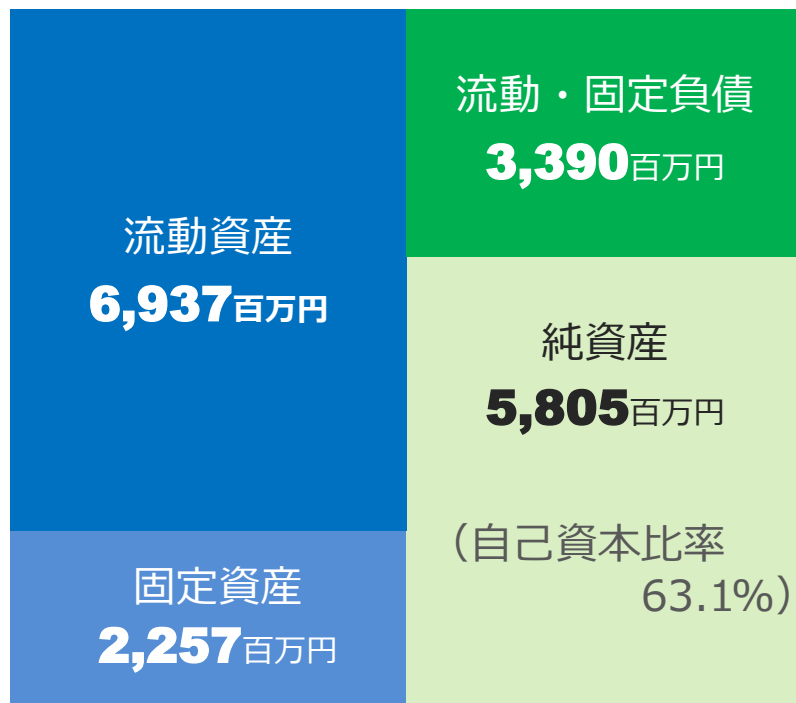 流動資産
6,937百万円
固定資産
2,257百万円
流動・固定負債
3,390百万円
純資産
5,805百万円
（自己資本比率
63.1%）